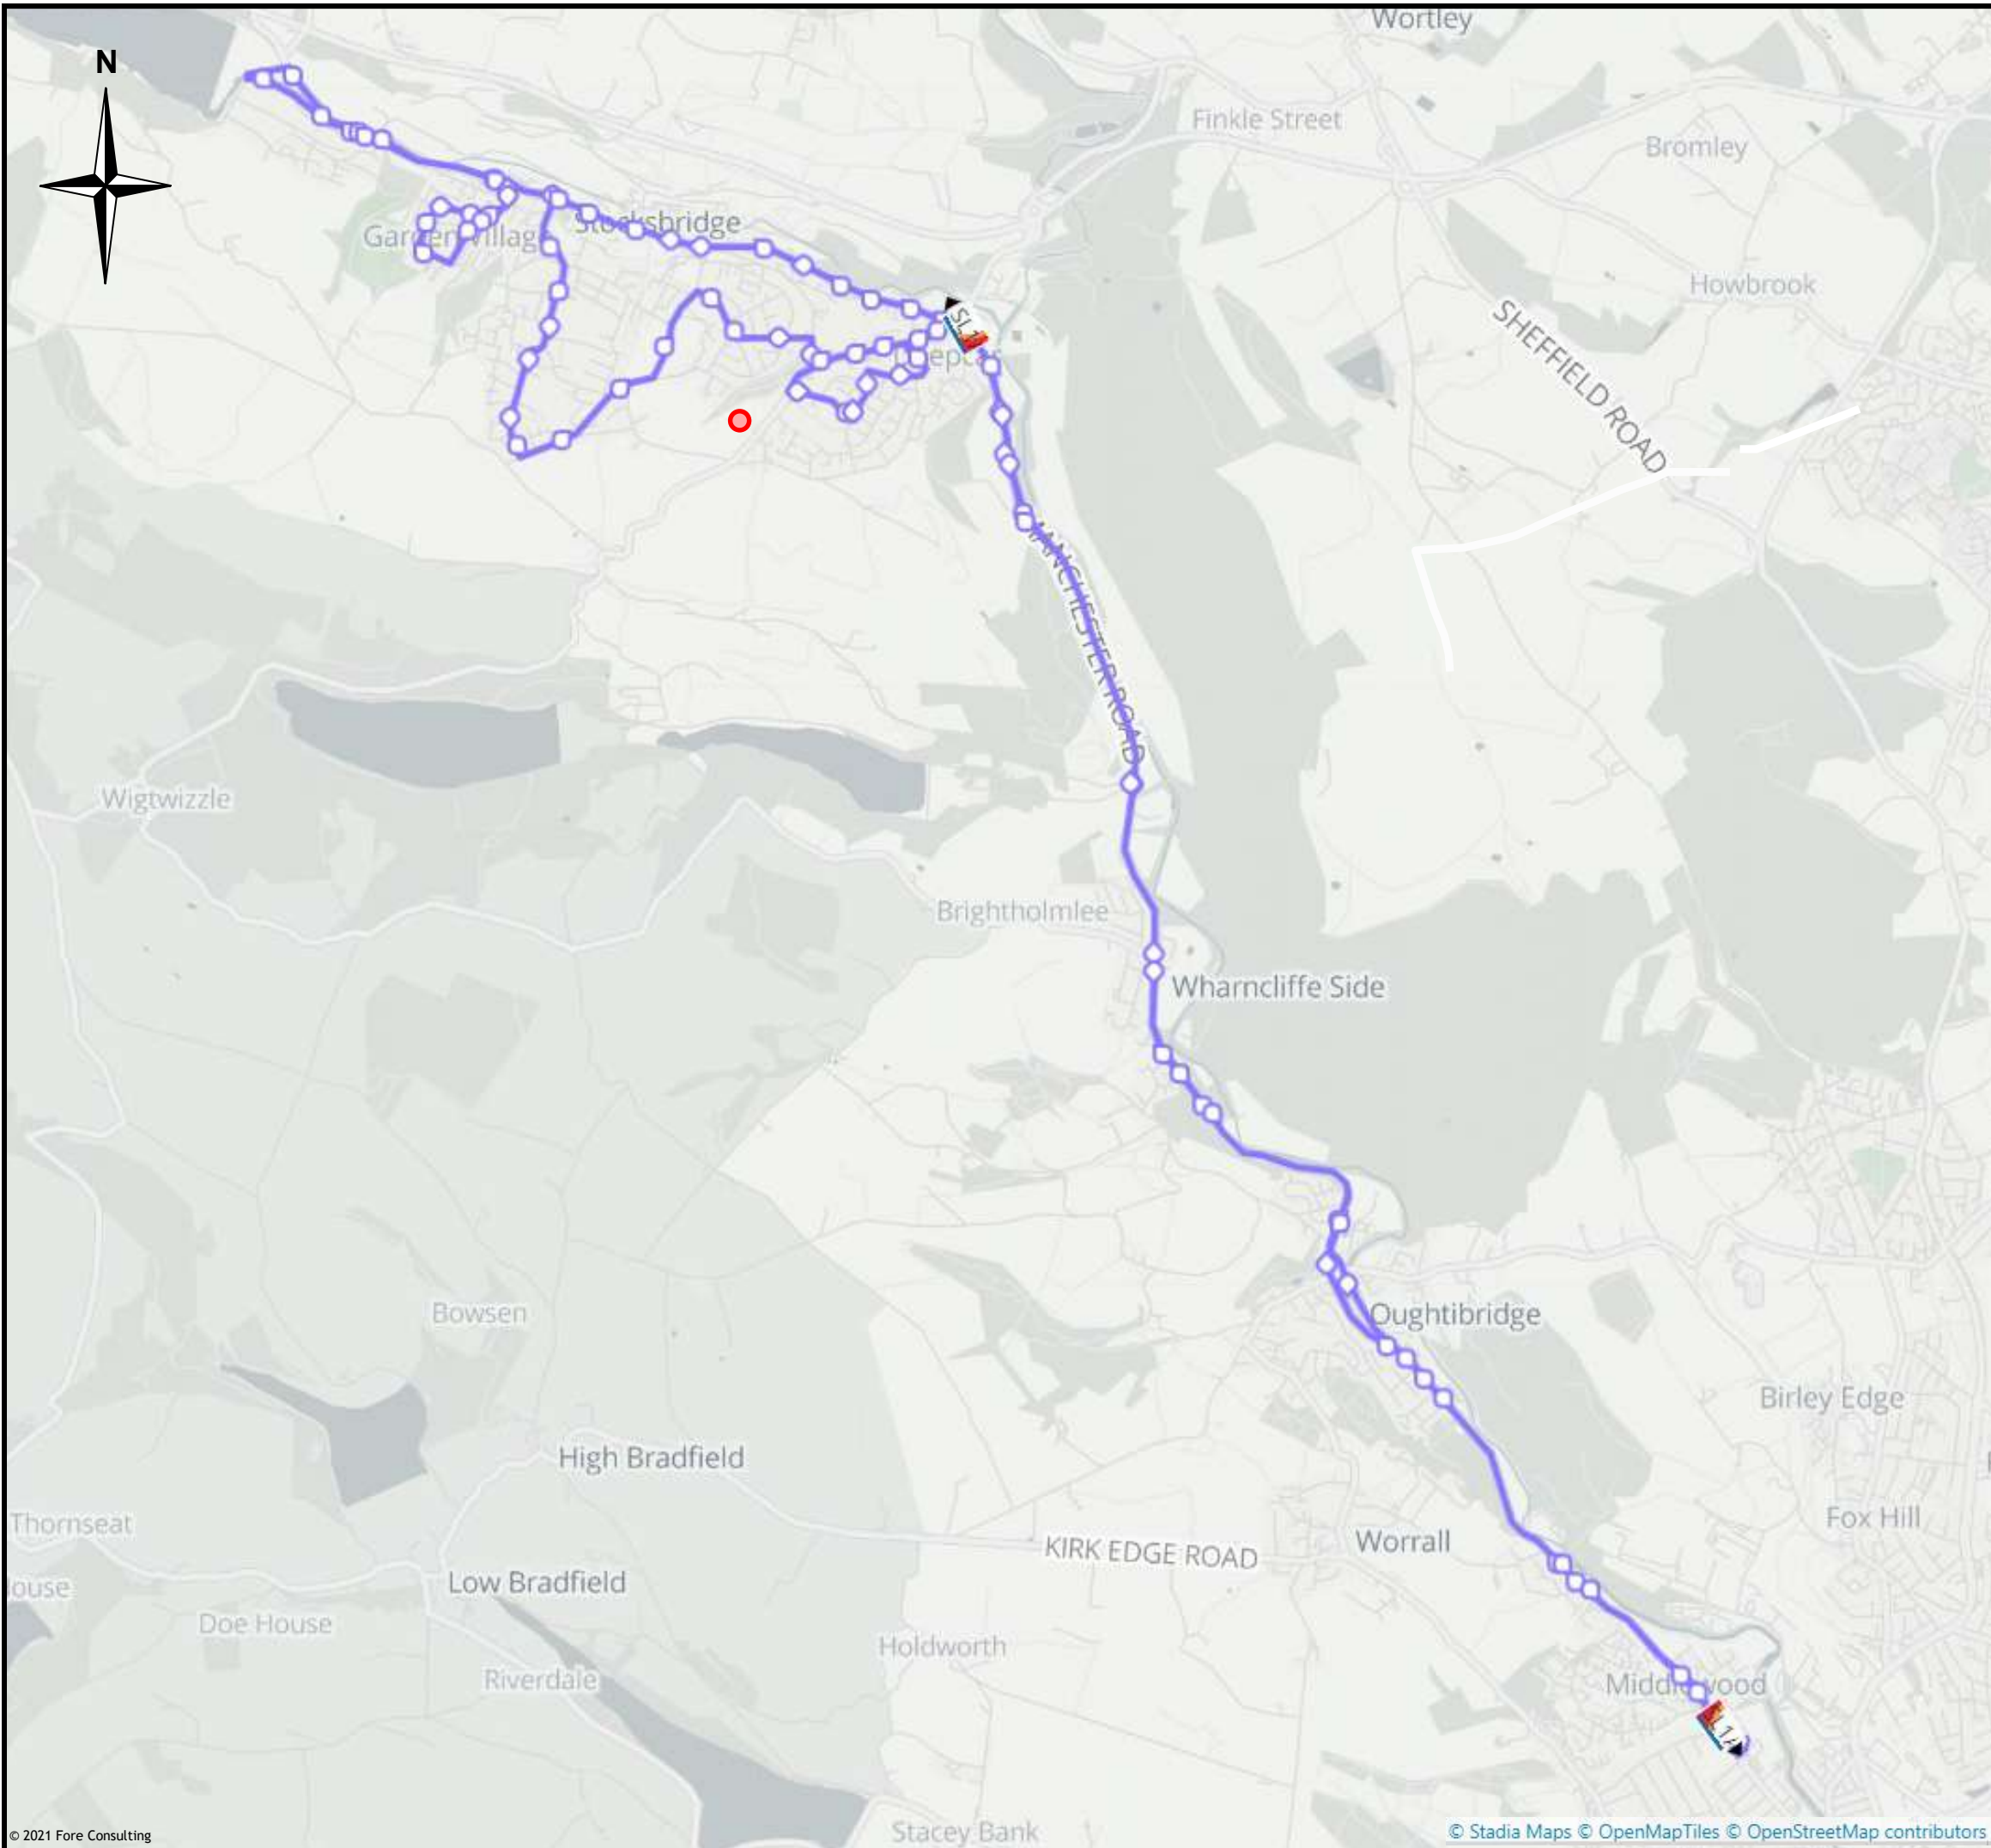 Wortley
N
Finkle Street
Bromley
Stocksbridge
Garden Village
Howbrook
SL1
SHEFFIELD ROAD
MANCHESTER ROAD
Wigtwizzle
Brightholmlee
Wharncliffe Side
Bowsen
Oughtibridge
Birley Edge
High Bradfield
Thornseat
Fox Hill
KIRK EDGE ROAD
Worrall
Low Bradfield
ouse
Doe House
Holdworth
Riverdale
Middlewood
Stacey Bank
© 2021 Fore Consulting
© Stadia Maps © OpenMapTiles © OpenStreetMap contributors